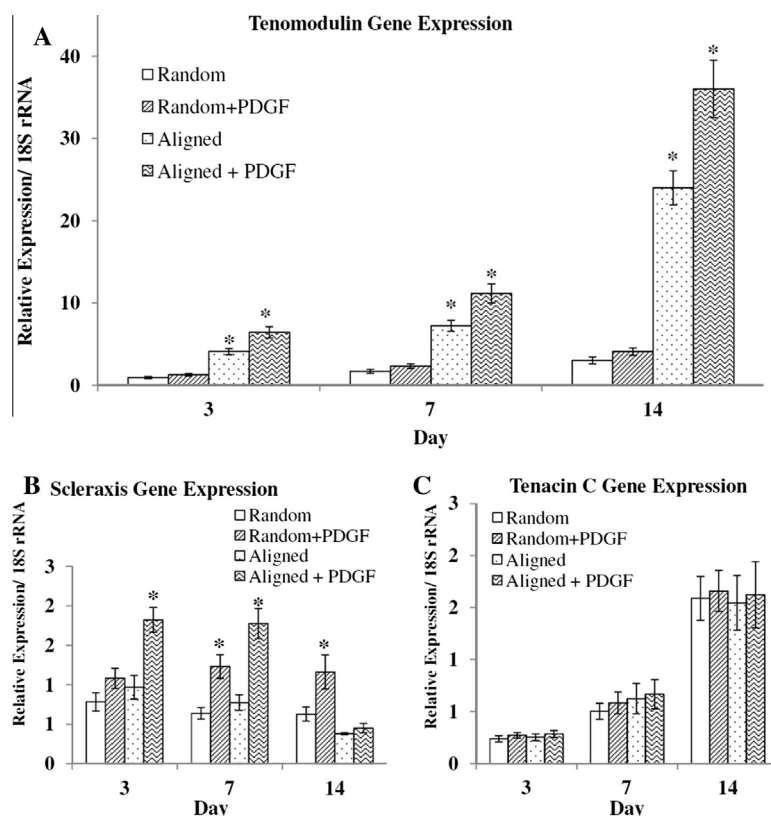 A
Tenomodulin Gene Expression
Relative Expression/ 18S rRNA
40
30
20
10
0
Random
Random+PDGF
Aligned
Aligned + PDGF
*
*
*
*
*
*
3
7
14
Day
B
Scleraxis Gene Expression
Relative Expression/ 18S rRNA
3
2
2
1
1
0
Random
Random+PDGF
Aligned
Aligned + PDGF
*
*
*
*
3
7
14
Day
C
Tenacin C Gene Expression
Relative Expression/ 18S rRNA
3
2
2
1
1
0
Random
Random+PDGF
Aligned
Aligned + PDGF
3
7
14
Day